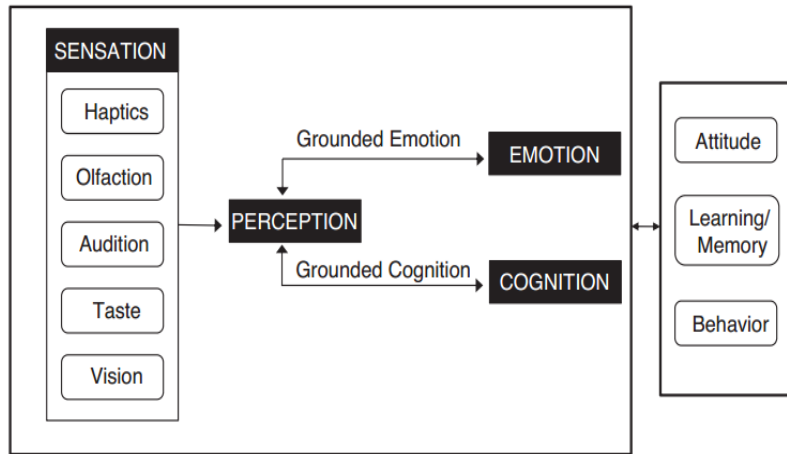 SENSATION
Haptics
Olfaction
Audition
Taste
Vision
PERCEPTION
Grounded Emotion
EMOTION
Grounded Cognition
COGNITION
Attitude
Learning/
Memory
Behavior